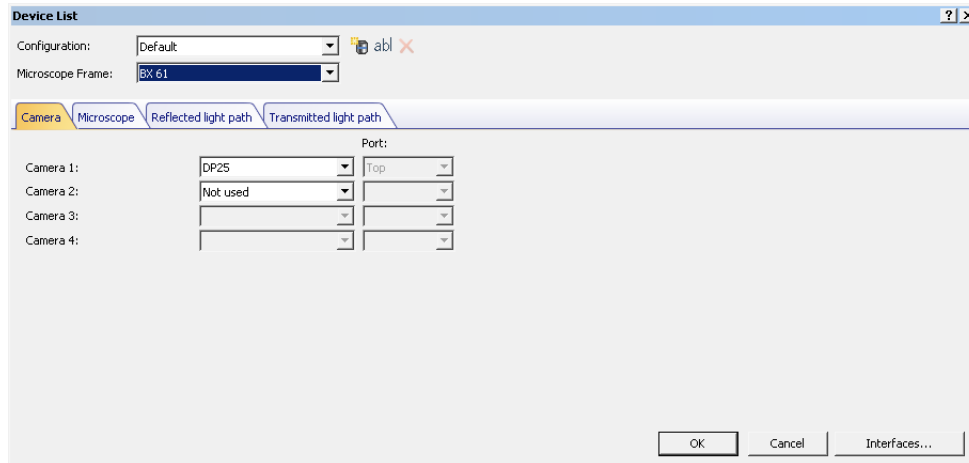 Device List
Configuration: Default abl
Microscope Frame: BX 61
Camera Microscope Reflected light path Transmitted light path
Port:
Camera 1: DP25 Top
Camera 2: Not used
Camera 3:
Camera 4:
OK Cancel Interfaces...